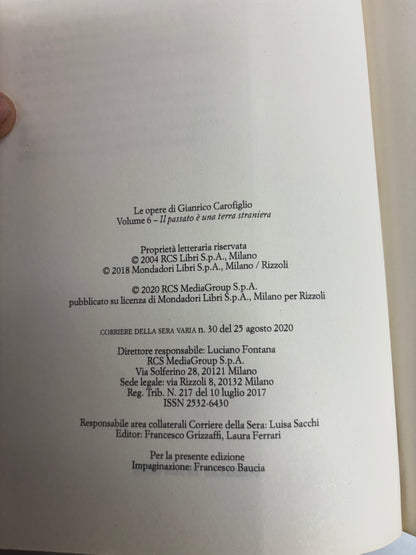 Le opere di Gianrico Carofiglio
Volume 6 – Il passato è una terra straniera
Proprietà letteraria riservata
© 2004 RCS Libri S.p.A., Milano
© 2018 Mondadori Libri S.p.A., Milano / Rizzoli
© 2020 RCS MediaGroup S.p.A.
pubblicato su licenza di Mondadori Libri S.p.A., Milano per Rizzoli
CORRIERE DELLA SERA VARIA n. 30 del 25 agosto 2020
Direttore responsabile: Luciano Fontana
RCS MediaGroup S.p.A.
Via Solferino 28, 20121 Milano
Sede legale: via Rizzoli 8, 20132 Milano
Reg. Trib. N. 217 del 10 luglio 2017
ISSN 2532-6430
Responsabile area collaterali Corriere della Sera: Luisa Sacchi
Editor: Francesco Grizzaffi, Laura Ferrari
Per la presente edizione
Impaginazione: Francesco Baucia